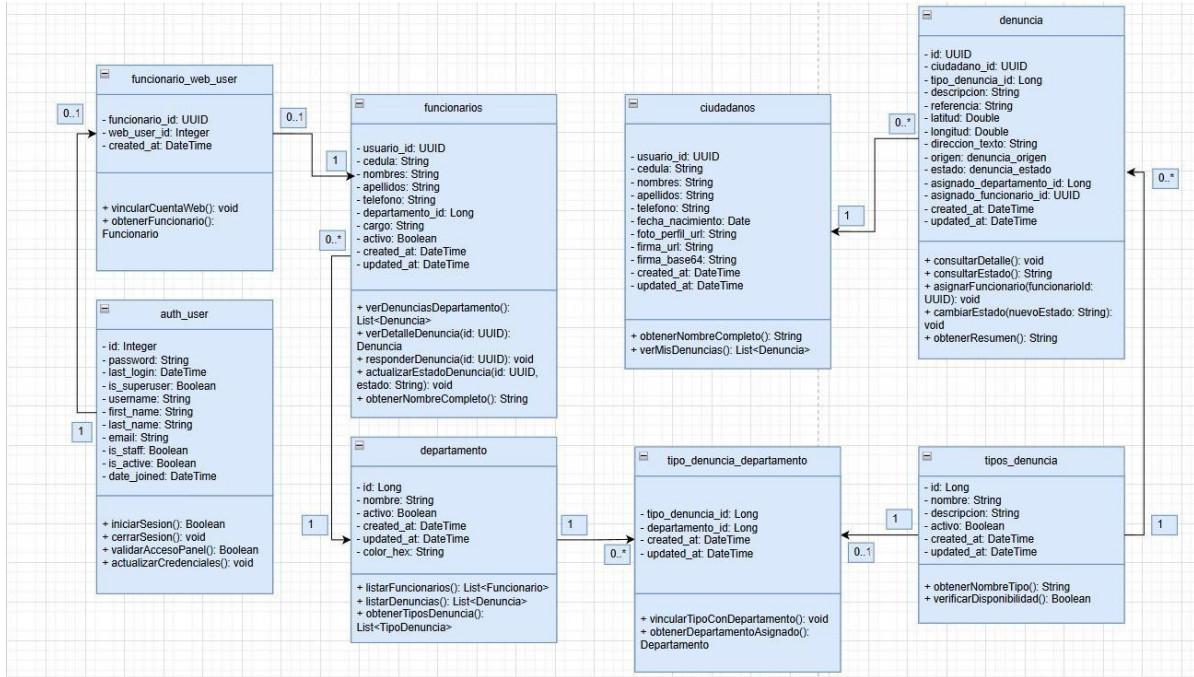 funcionario_web_user
- funcionario_id: UUID
- web_user_id: Integer
- created_at: DateTime
+ vincularCuentaWeb(): void
+ obtenerFuncionario():
Funcionario
0..1
0..1
1
auth_user
- id: Integer
- password: String
- last_login: DateTime
- is_superuser: Boolean
- username: String
- first_name: String
- last_name: String
- email: String
- is_staff: Boolean
- is_active: Boolean
- date_joined: DateTime
+ iniciarSesion(): Boolean
+ cerrarSesion(): void
+ validarAccesoPanel(): Boolean
+ actualizarCredenciales(): void
1
funcionarios
- usuario_id: UUID
- cedula: String
- nombres: String
- apellidos: String
- telefono: String
- departamento_id: Long
- cargo: String
- activo: Boolean
- created_at: DateTime
- updated_at: DateTime
+ verDenunciasDepartamento():
List<Denuncia>
+ verDetalleDenuncia(id: UUID):
Denuncia
+ responderDenuncia(id: UUID): void
+ actualizarEstadoDenuncia(id: UUID,
estado: String): void
+ obtenerNombreCompleto(): String
0..*
1
departamento
- id: Long
- nombre: String
- activo: Boolean
- created_at: DateTime
- updated_at: DateTime
- color_hex: String
+ listarFuncionarios(): List<Funcionario>
+ listarDenuncias(): List<Denuncia>
+ obtenerTiposDenuncia():
List<TipoDenuncia>
1
0..*
ciudadanos
- usuario_id: UUID
- cedula: String
- nombres: String
- apellidos: String
- telefono: String
- fecha_nacimiento: Date
- foto_perfil_url: String
- firma_url: String
- firma_base64: String
- created_at: DateTime
- updated_at: DateTime
+ obtenerNombreCompleto(): String
+ verMisDenuncias(): List<Denuncia>
1
0..*
tipo_denuncia_departamento
- tipo_denuncia_id: Long
- departamento_id: Long
- created_at: DateTime
- updated_at: DateTime
+ vincularTipoConDepartamento(): void
+ obtenerDepartamentoAsignado():
Departamento
1
0..1
denuncia
- id: UUID
- ciudadano_id: UUID
- tipo_denuncia_id: Long
- descripcion: String
- referencia: String
- latitud: Double
- longitud: Double
- direccion_texto: String
- origen: denuncia_origen
- estado: denuncia_estado
- asignado_departamento_id: Long
- asignado_funcionario_id: UUID
- created_at: DateTime
- updated_at: DateTime
+ consultarDetalle(): void
+ consultarEstado(): String
+ asignarFuncionario(funcionarioId:
UUID): void
+ cambiarEstado(nuevoEstado: String):
void
+ obtenerResumen(): String
0..*
tipos_denuncia
- id: Long
- nombre: String
- descripcion: String
- activo: Boolean
- created_at: DateTime
- updated_at: DateTime
+ obtenerNombreTipo(): String
+ verificarDisponibilidad(): Boolean
1